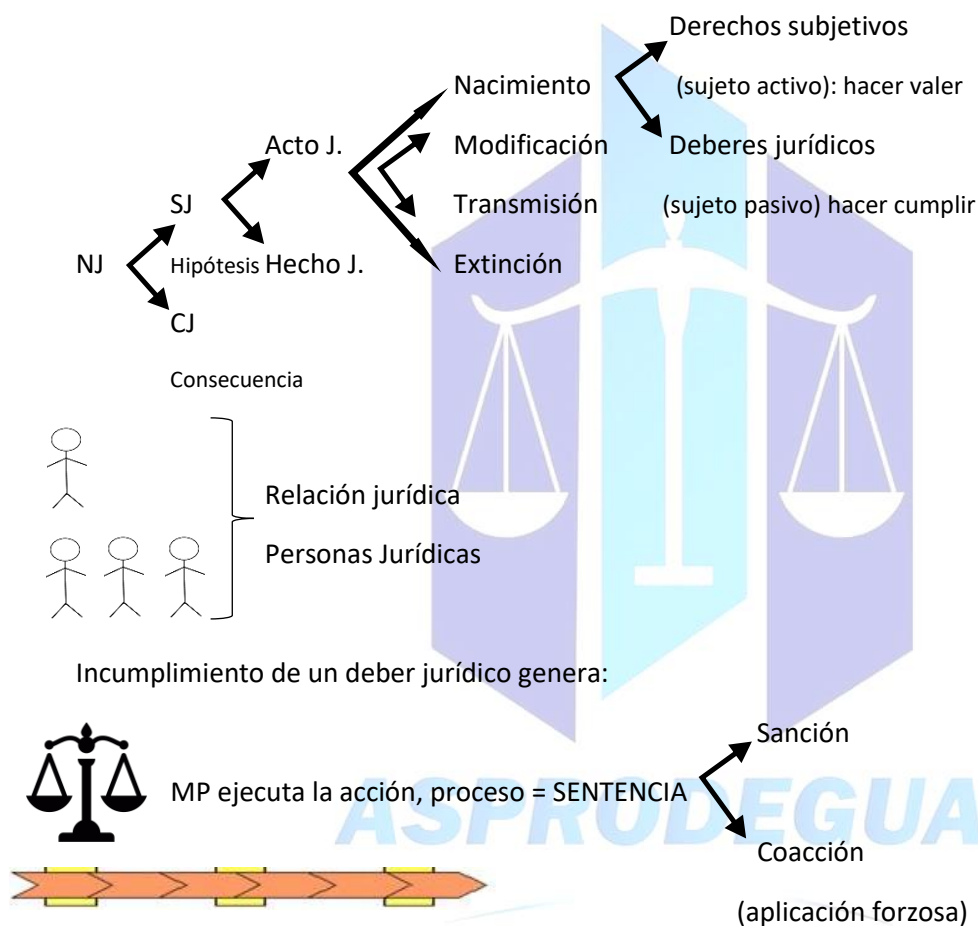 Derechos subjetivos
Nacimiento (sujeto activo): hacer valer
Acto J. Modificación Deberes jurídicos
SJ Transmisión (sujeto pasivo) hacer cumplir
NJ Hipótesis Hecho J. Extinción
CJ
Consecuencia
Relación jurídica
Personas Jurídicas
Incumplimiento de un deber jurídico genera:
Sanción
MP ejecuta la acción, proceso = SENTENCIA
ASPRODEGUA
Coacción
(aplicación forzosa)